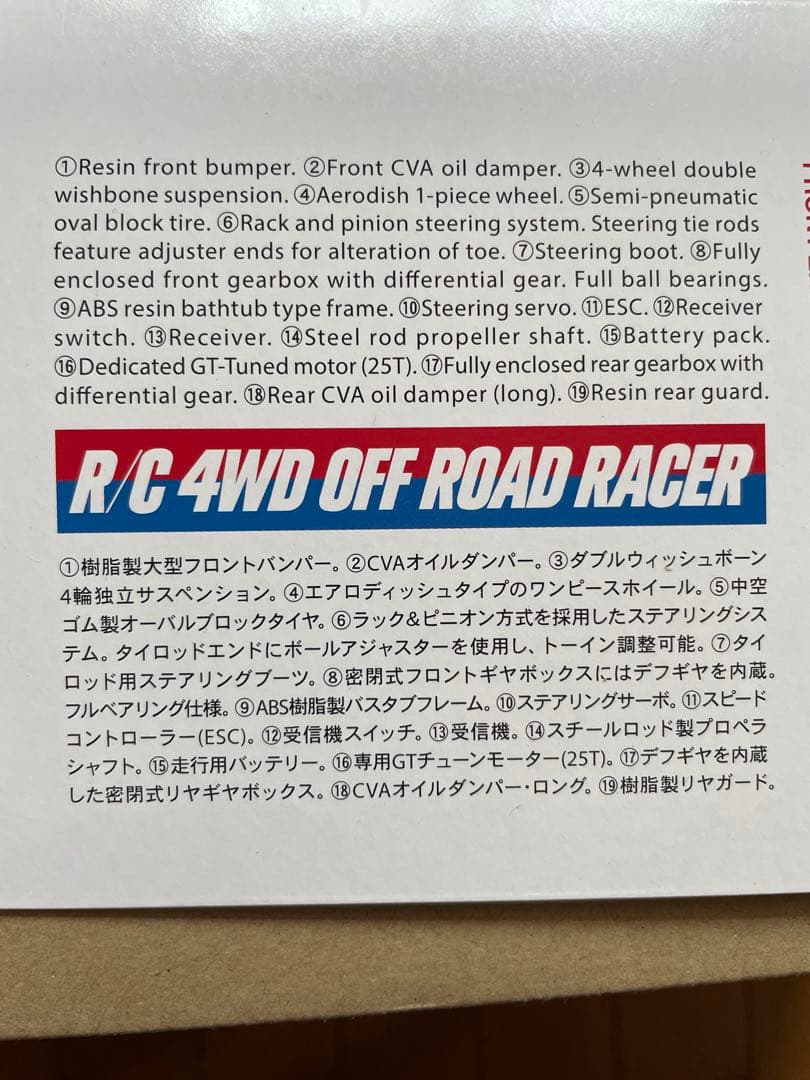 ①Resin front bumper. ②Front CVA oil damper. ③4-wheel double
wishbone suspension. ④Aerodish 1-piece wheel. ⑤Semi-pneumatic
oval block tire. ⑥Rack and pinion steering system. Steering tie rods
feature adjuster ends for alteration of toe. ⑦Steering boot. ⑧Fully
enclosed front gearbox with differential gear. Full ball bearings.
⑨ABS resin bathtub type frame. ⑩Steering servo. ⑪ESC. ⑫Receiver
switch. ⑬Receiver. ⑭Steel rod propeller shaft. ⑮Battery pack.
⑯Dedicated GT-Tuned motor (25T). ⑰Fully enclosed rear gearbox with
differential gear. ⑱Rear CVA oil damper (long). ⑲Resin rear guard.
R/C 4WD OFF ROAD RACER
①樹脂製大型フロントバンパー。②CVAオイルダンパー。③ダブルウィッシュボーン
4輪独立サスペンション。④エアロディッシュタイプのワンピースホイール。⑤中空
ゴム製オーバルブロックタイヤ。⑥ラック&ピニオン方式を採用したステアリングシス
テム。タイロッドエンドにボールアジャスターを使用し、トーイン調整可能。⑦タイ
ロッド用ステアリングブーツ。⑧密閉式フロントギヤボックスにはデフギヤを内蔵。
フルベアリング仕様。⑨ABS樹脂製バスタブフレーム。⑩ステアリングサーボ。⑪スピード
コントローラー(ESC)。⑫受信機スイッチ。⑬受信機。⑭スチールロッド製プロペラ
シャフト。⑮走行用バッテリー。⑯専用GTチューンモーター(25T)。⑰デフギヤを内蔵
した密閉式リヤギヤボックス。⑱CVAオイルダンパー・ロング。⑲樹脂製リヤガード。